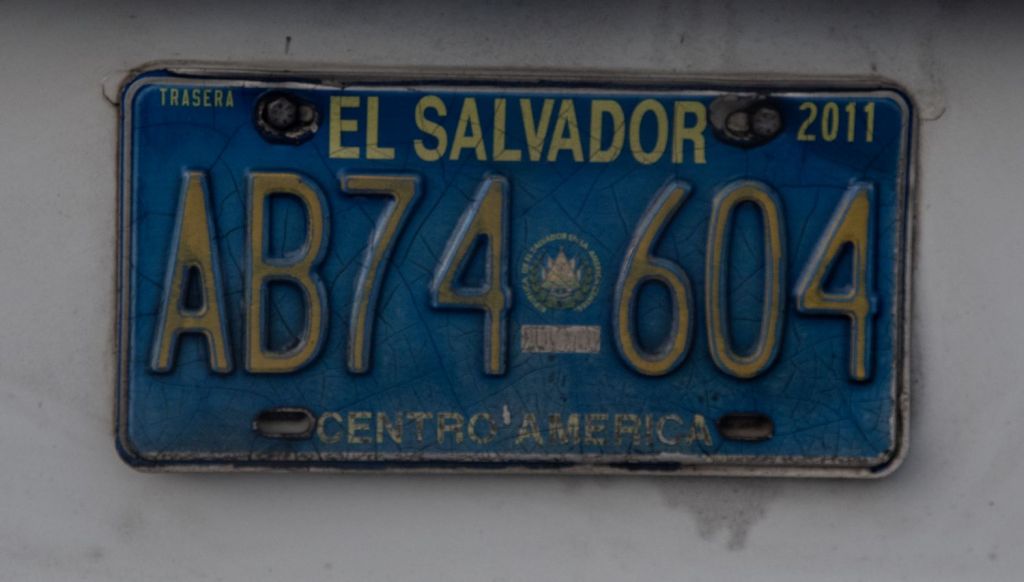 TRASERA EL SALVADOR 2011
AB74 604
CENTRO AMERICA